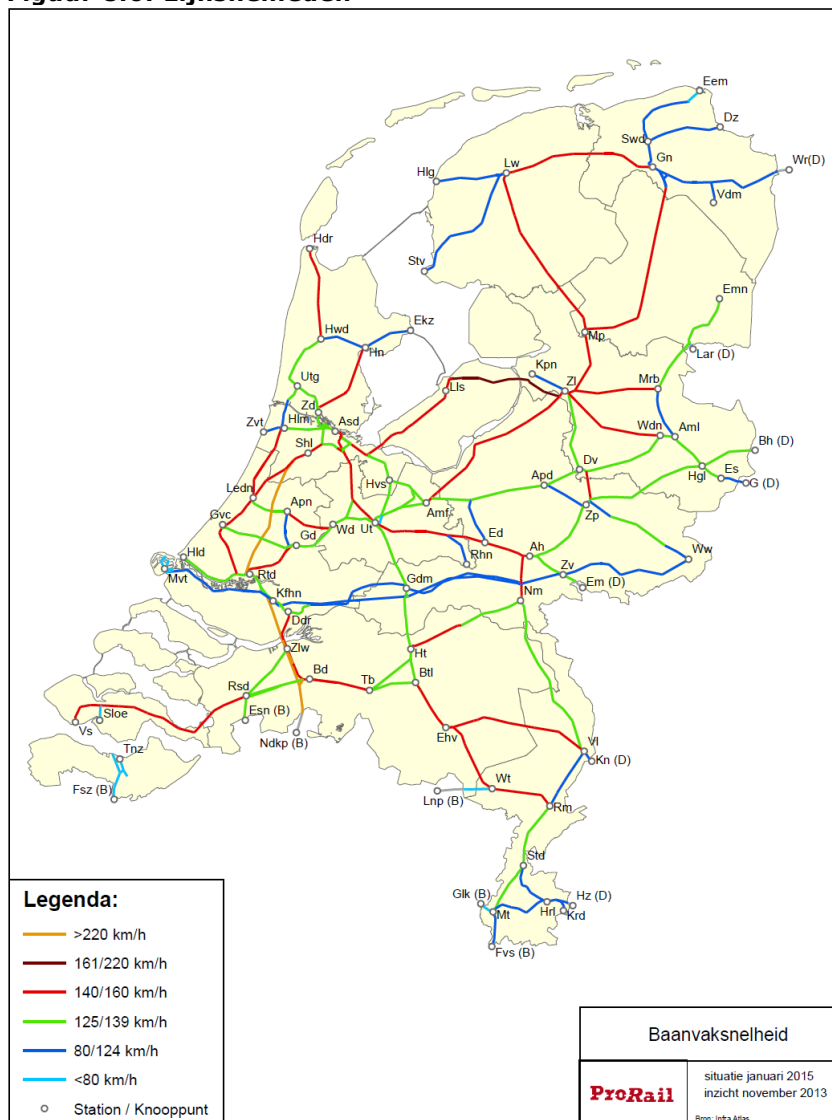 Eem
Dz
Swd
Gn
Wr(D)
Lw
Hlg
Vdm
Hdr
Stv
Emn
Ekz
Hwd
Mp
Hn
Lar (D)
Kpn
Utg
Lls
Zl
Mrb
Zd
Zvt
Hlm
Asd
Wdn
Aml
Bh (D)
Shl
Hvs
Dv
Es
Ledn
Apd
Hgl
G (D)
Apn
Amf
Zp
Gvc
Wd
Ut
Ed
Gd
Ah
Ww
Hld
Rhn
Zv
Mvt
Rtd
Gdm
Em (D)
Kfhn
Nm
Ddr
Zlw
Ht
Bd
Btl
Rsd
Tb
Sloe
Esn (B)
Vs
Ehv
Ndkp (B)
Vl
Tnz
Kn (D)
Wt
Fsz (B)
Lnp (B)
Rm
Std
Glk (B)
Hz (D)
Mt
Hrl
Krd
Fvs (B)
Legenda:
>220 km/h
161/220 km/h
140/160 km/h
125/139 km/h
80/124 km/h
<80 km/h
Station / Knooppunt
Baanvaksnelheid
ProRail
situatie januari 2015
inzicht november 2013
Bron: Infra Atlas